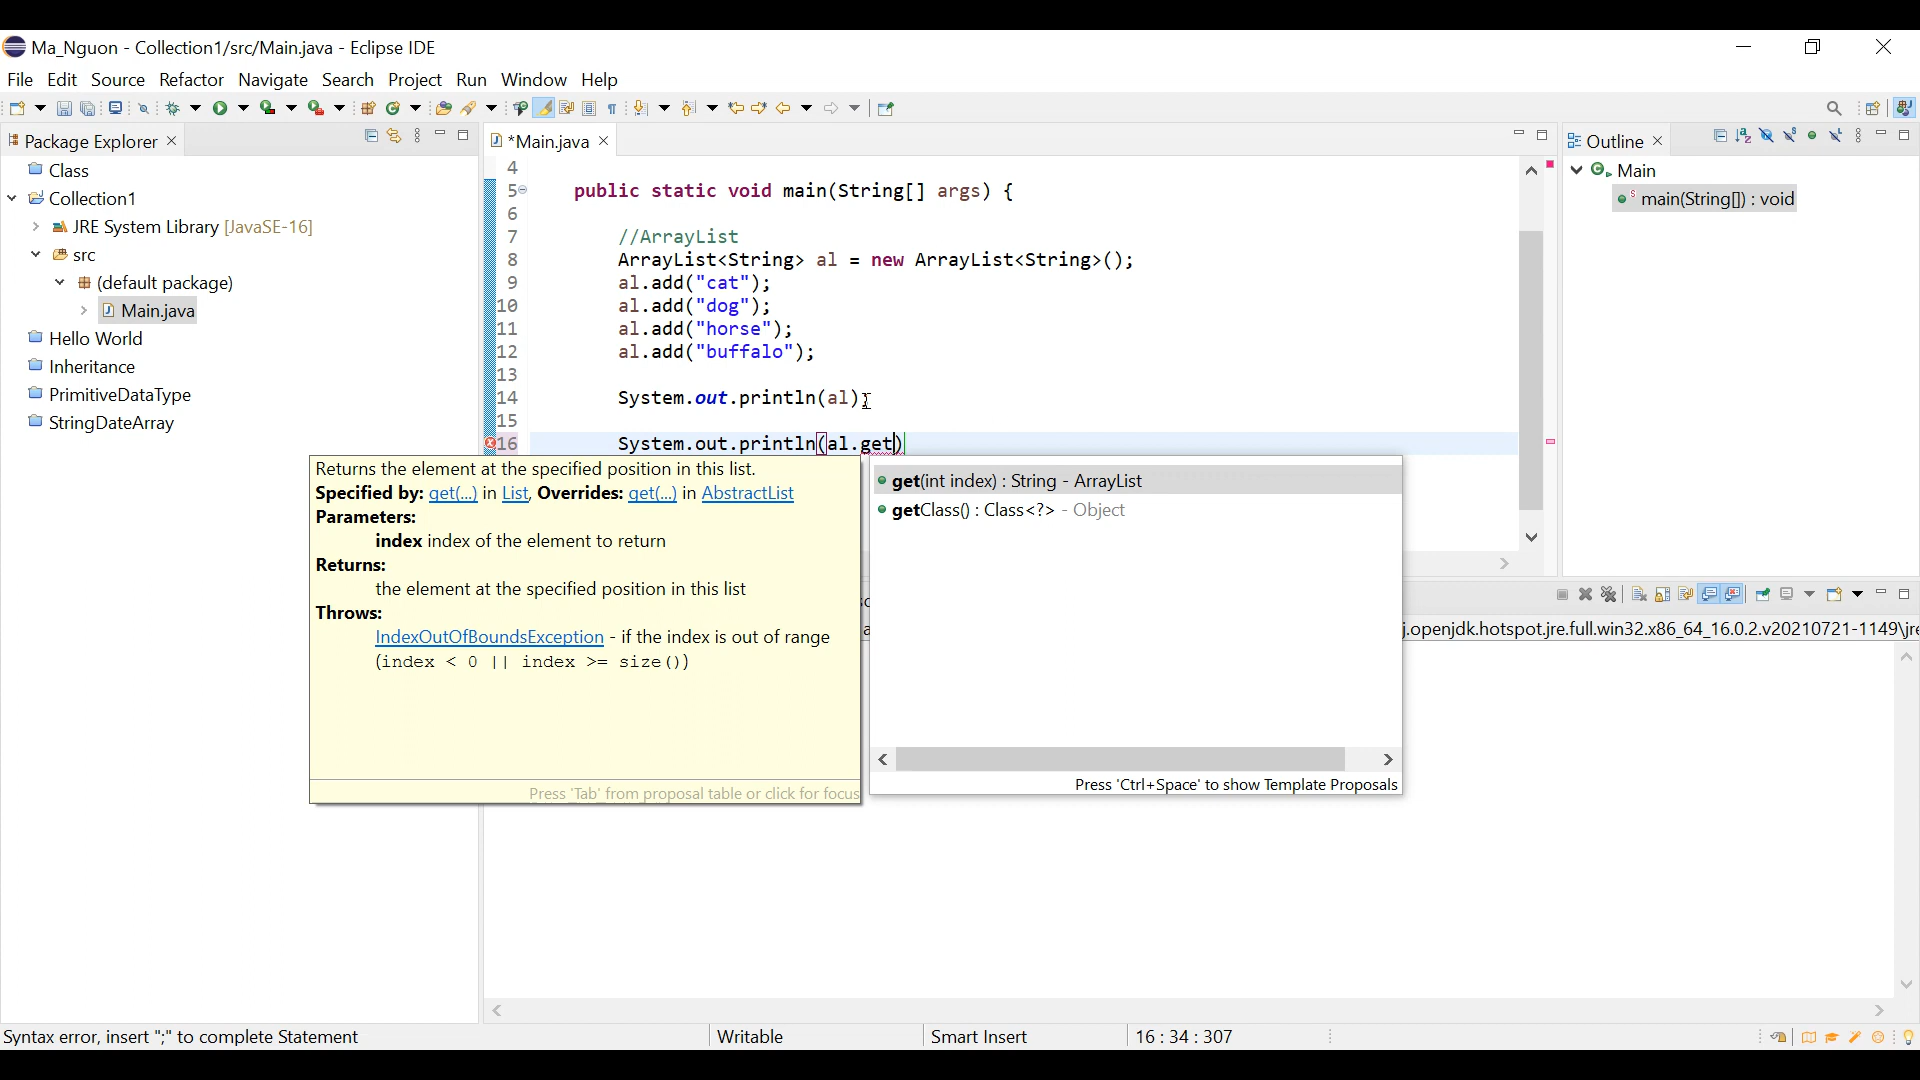 Ma_Nguon - Collection1/src/Main.java - Eclipse IDE
File Edit Source Refactor Navigate Search Project Run Window Help
Package Explorer
Class
Collection1
JRE System Library [JavaSE-16]
src
(default package)
Main.java
Hello World
Inheritance
PrimitiveDataType
StringDateArray
*Main.java
4
5 public static void main(String[] args) {
6
7 //ArrayList
8 ArrayList<String> al = new ArrayList<String>();
9 al.add("cat");
10 al.add("dog");
11 al.add("horse");
12 al.add("buffalo");
13
14 System.out.println(al);
15
16 System.out.println(al.get)
Returns the element at the specified position in this list.
Specified by: get(...) in List, Overrides: get(...) in AbstractList
Parameters:
index index of the element to return
Returns:
the element at the specified position in this list
Throws:
IndexOutOfBoundsException - if the index is out of range
(index < 0 || index >= size())
Press 'Tab' from proposal table or click for focus
get(int index) : String - ArrayList
getClass() : Class<?> - Object
Press 'Ctrl+Space' to show Template Proposals
Outline
Main
main(String[]) : void
j.openjdk.hotspot.jre.full.win32.x86_64_16.0.2.v20210721-1149\jre
Syntax error, insert ";" to complete Statement
Writable
Smart Insert
16 : 34 : 307